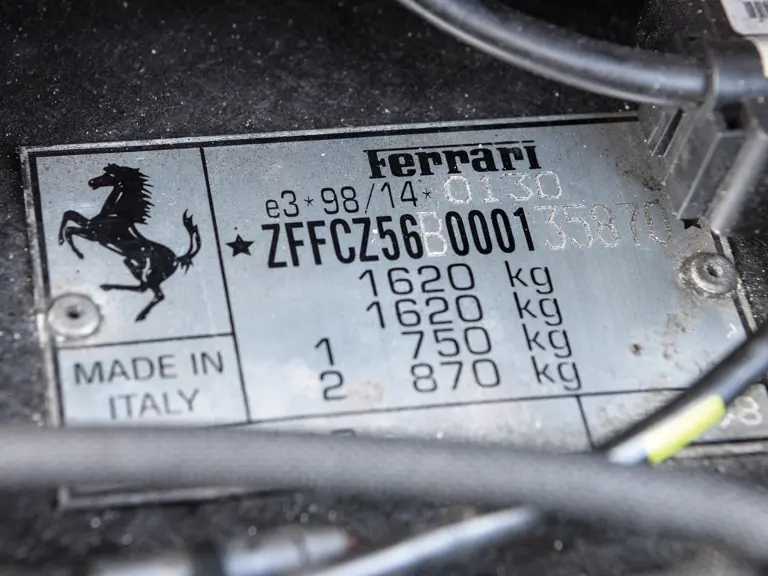 Ferrari
e3*98/14*0130
★ZFFCZ56B000135870★
1620 kg
1620 kg
1 750 kg
2 870 kg
MADE IN
ITALY